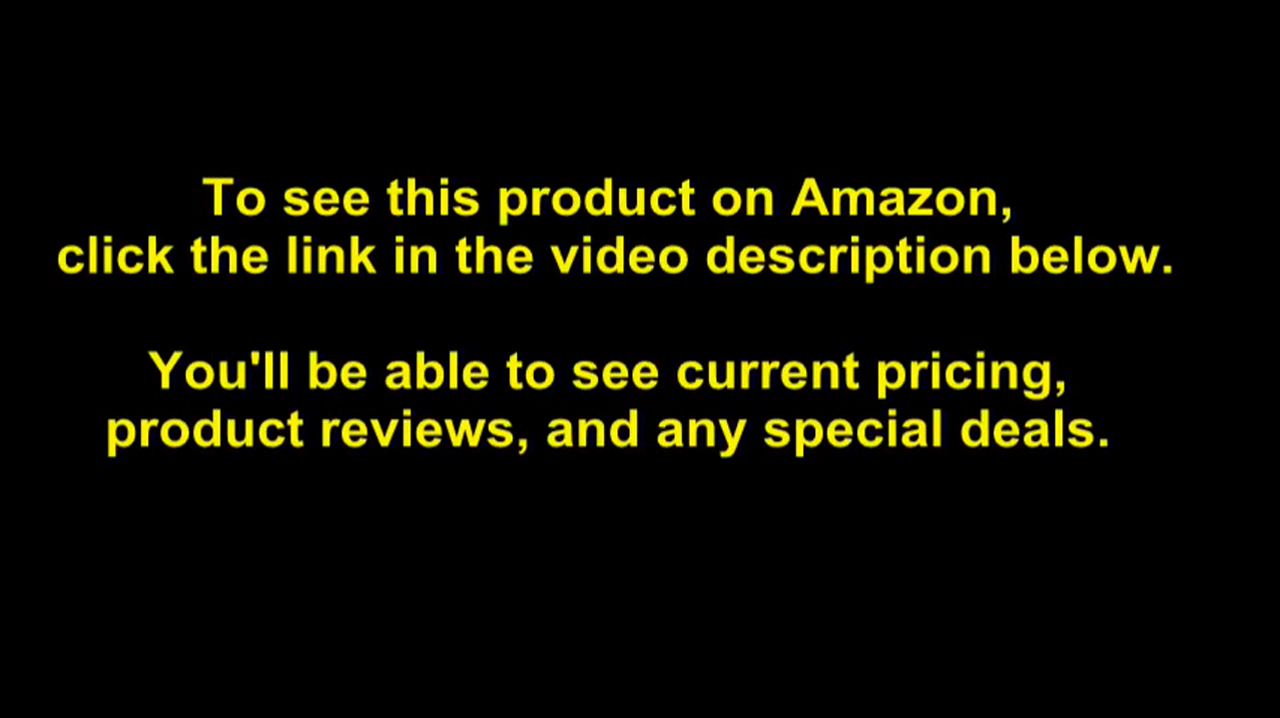 To see this product on Amazon,
click the link in the video description below.
You'll be able to see current pricing,
product reviews, and any special deals.